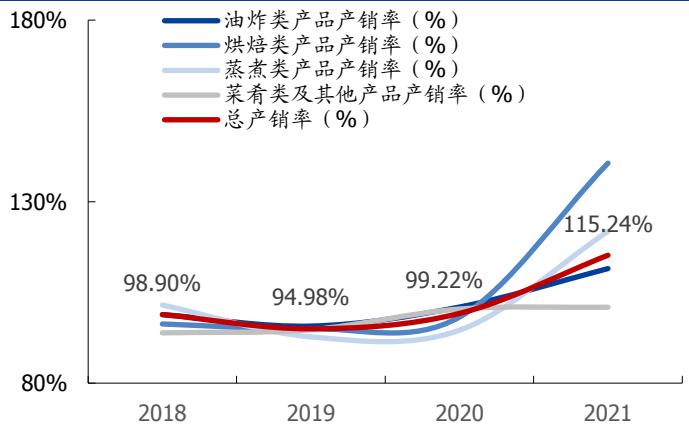 180%
油炸类产品产销率（%）
烘焙类产品产销率（%）
蒸煮类产品产销率（%）
菜肴类及其他产品产销率（%）
总产销率（%）
130%
115.24%
98.90%
94.98%
99.22%
80%
2018
2019
2020
2021